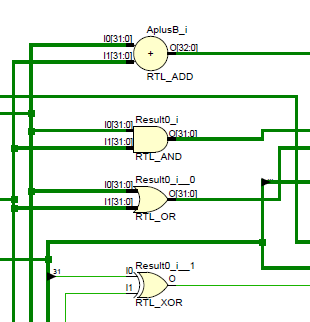 AplusB_i
I0[31:0]
I1[31:0]
+
O[32:0]
RTL_ADD
Result0_i
I0[31:0]
I1[31:0]
O[31:0]
RTL_AND
Result0_i__0
I0[31:0]
I1[31:0]
O[31:0]
RTL_OR
Result0_i__1
31
I0
I1
O
RTL_XOR